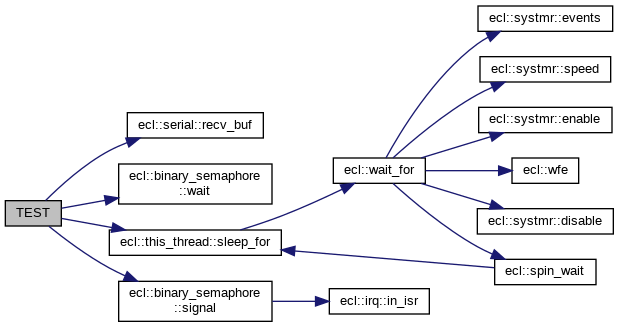 TEST
ecl::serial::recv_buf
ecl::binary_semaphore
::wait
ecl::this_thread::sleep_for
ecl::binary_semaphore
::signal
ecl::wait_for
ecl::irq::in_isr
ecl::systmr::events
ecl::systmr::speed
ecl::systmr::enable
ecl::wfe
ecl::systmr::disable
ecl::spin_wait